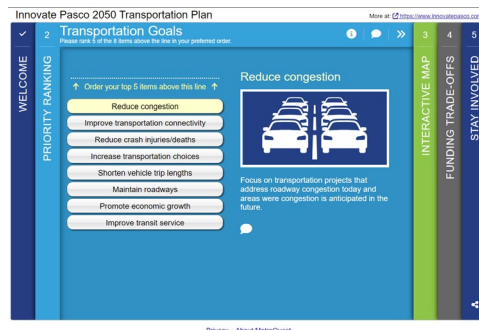 Innovate Pasco 2050 Transportation Plan
More at: https://www.innovatepasco.com
WELCOME
2
PRIORITY RANKING
Transportation Goals
Please rank 5 of the 8 items above the line in your preferred order.
Order your top 5 items above this line
Reduce congestion
Improve transportation connectivity
Reduce crash injuries/deaths
Increase transportation choices
Shorten vehicle trip lengths
Maintain roadways
Promote economic growth
Improve transit service
Reduce congestion
Focus on transportation projects that
address roadway congestion today and
areas were congestion is anticipated in the
future.
3
INTERACTIVE MAP
4
FUNDING TRADE-OFFS
5
STAY INVOLVED